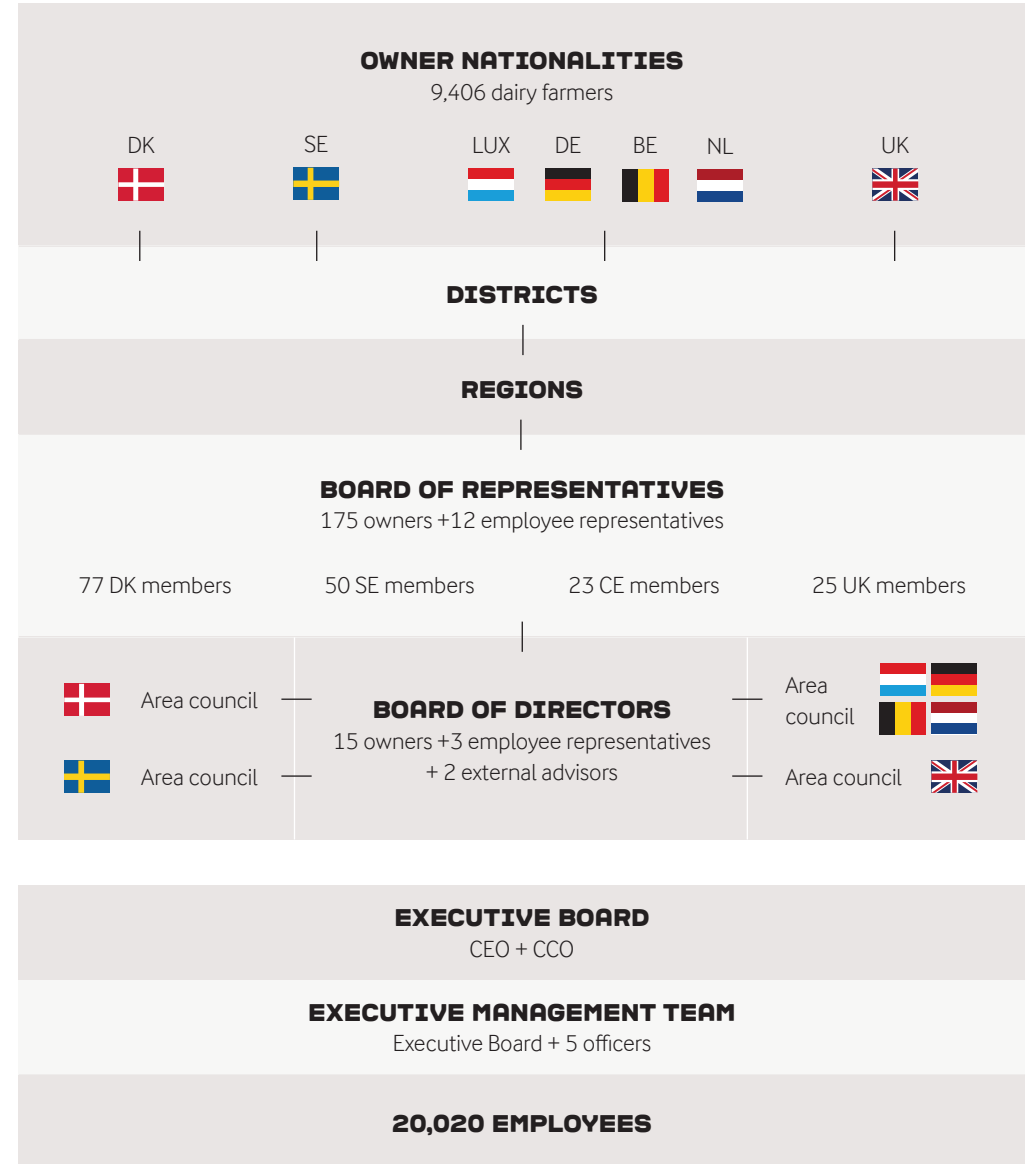 OWNER NATIONALITIES
9,406 dairy farmers
DK
SE
LUX
DE
BE
NL
UK
DISTRICTS
REGIONS
BOARD OF REPRESENTATIVES
175 owners +12 employee representatives
77 DK members
50 SE members
23 CE members
25 UK members
Area council
Area council
BOARD OF DIRECTORS
15 owners +3 employee representatives
+ 2 external advisors
Area
council
Area council
EXECUTIVE BOARD
CEO + CCO
EXECUTIVE MANAGEMENT TEAM
Executive Board + 5 officers
20,020 EMPLOYEES